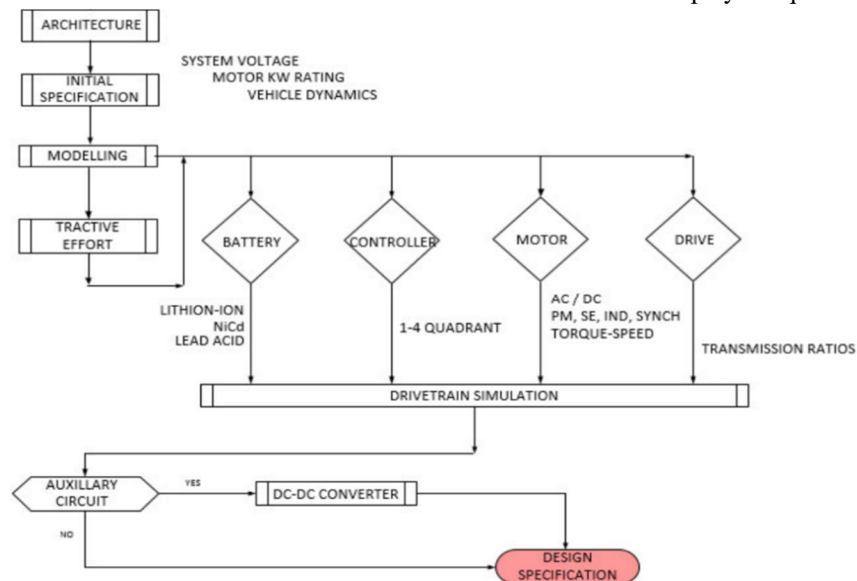 ARCHITECTURE
SYSTEM VOLTAGE
MOTOR KW RATING
VEHICLE DYNAMICS
INITIAL
SPECIFICATION
MODELLING
TRACTIVE
EFFORT
BATTERY
CONTROLLER
MOTOR
DRIVE
LITHION-ION
NiCd
LEAD ACID
1-4 QUADRANT
AC / DC
PM, SE, IND, SYNCH
TORQUE-SPEED
TRANSMISSION RATIOS
DRIVETRAIN SIMULATION
AUXILLARY
CIRCUIT
YES
DC-DC CONVERTER
NO
DESIGN
SPECIFICATION